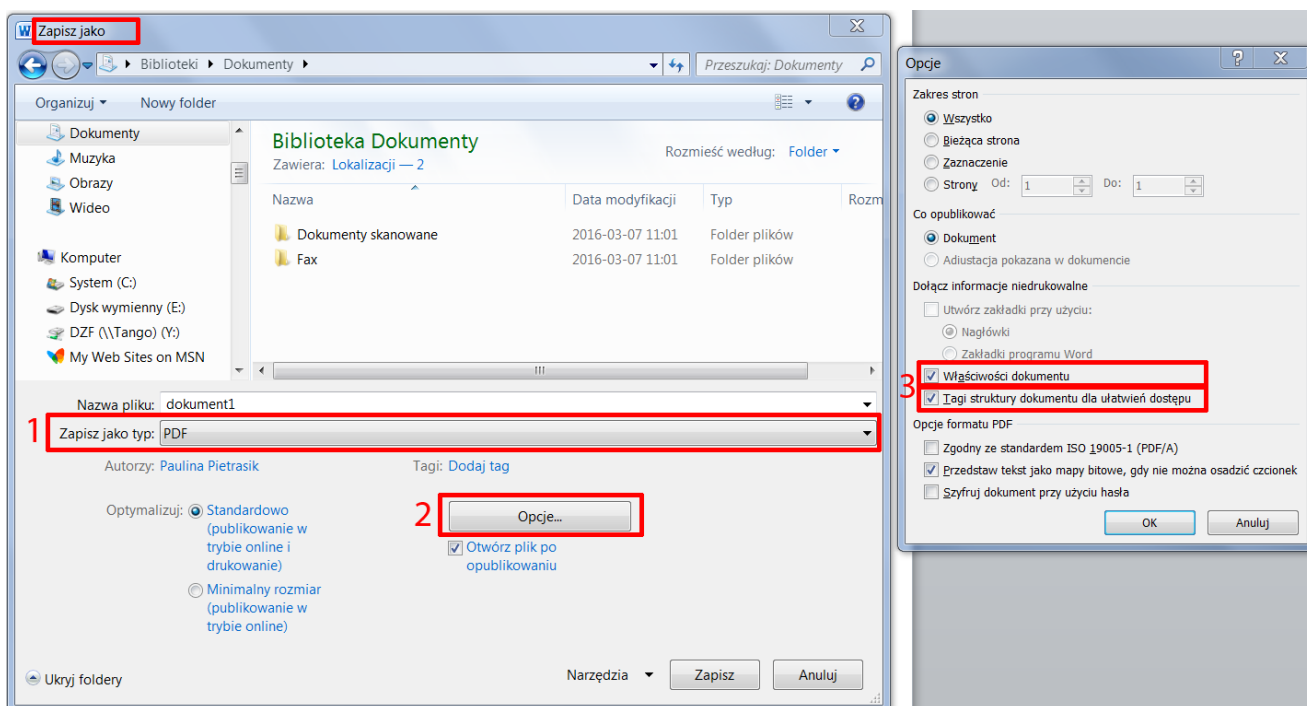 Zapisz jako
Biblioteki Dokumenty
Przeszukaj: Dokumenty
Organizuj Nowy folder
Dokumenty
Muzyka
Obrazy
Wideo
Komputer
System (C:)
Dysk wymienny (E:)
DZF (\\Tango) (Y:)
My Web Sites on MSN
Biblioteka Dokumenty
Zawiera: Lokalizacji — 2
Rozmieść według: Folder
Nazwa Data modyfikacji Typ Rozm
Dokumenty skanowane 2016-03-07 11:01 Folder plików
Fax 2016-03-07 11:01 Folder plików
Nazwa pliku: dokument1
1 Zapisz jako typ: PDF
Autorzy: Paulina Pietrasik Tagi: Dodaj tag
Optymalizuj: Standardowo
(publikowanie w
trybie online i
drukowanie)
Minimalny rozmiar
(publikowanie w
trybie online)
2 Opcje...
Otwórz plik po
opublikowaniu
Ukryj foldery Narzędzia Zapisz Anuluj
Opcje
Zakres stron
Wszystko
Bieżąca strona
Zaznaczenie
Strony Od: 1 Do: 1
Co opublikować
Dokument
Adiustacja pokazana w dokumencie
Dołącz informacje niedrukowalne
Utwórz zakładki przy użyciu:
Nagłówki
Zakładki programu Word
3 Właściwości dokumentu
Tagi struktury dokumentu dla ułatwień dostępu
Opcje formatu PDF
Zgodny ze standardem ISO 19005-1 (PDF/A)
Przedstaw tekst jako mapy bitowe, gdy nie można osadzić czcionek
Szyfruj dokument przy użyciu hasła
OK Anuluj